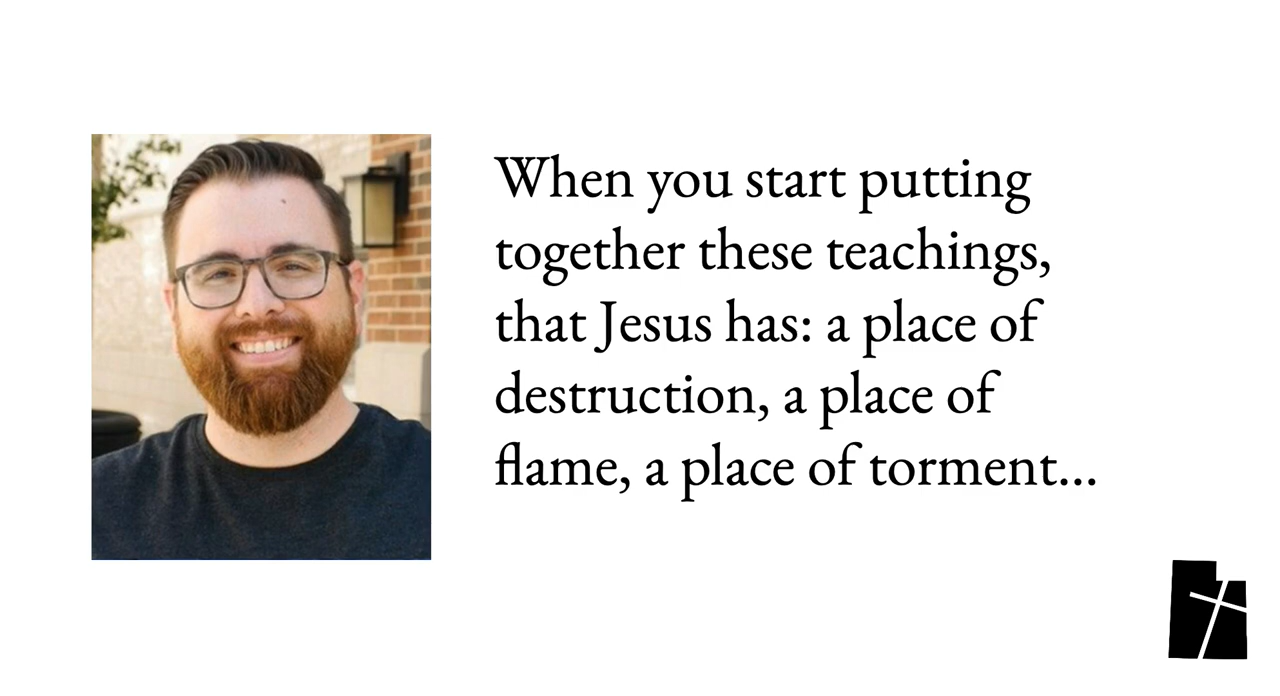 When you start putting
together these teachings,
that Jesus has: a place of
destruction, a place of
flame, a place of torment...